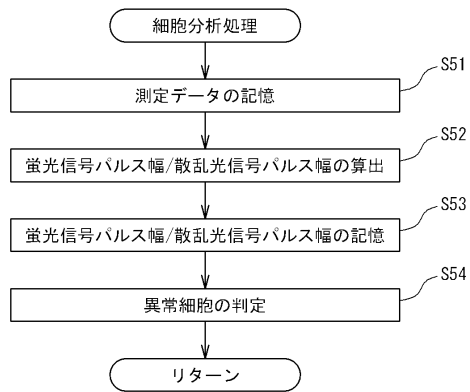 細胞分析処理
S51
測定データの記憶
S52
蛍光信号パルス幅/散乱光信号パルス幅の算出
S53
蛍光信号パルス幅/散乱光信号パルス幅の記憶
S54
異常細胞の判定
リターン